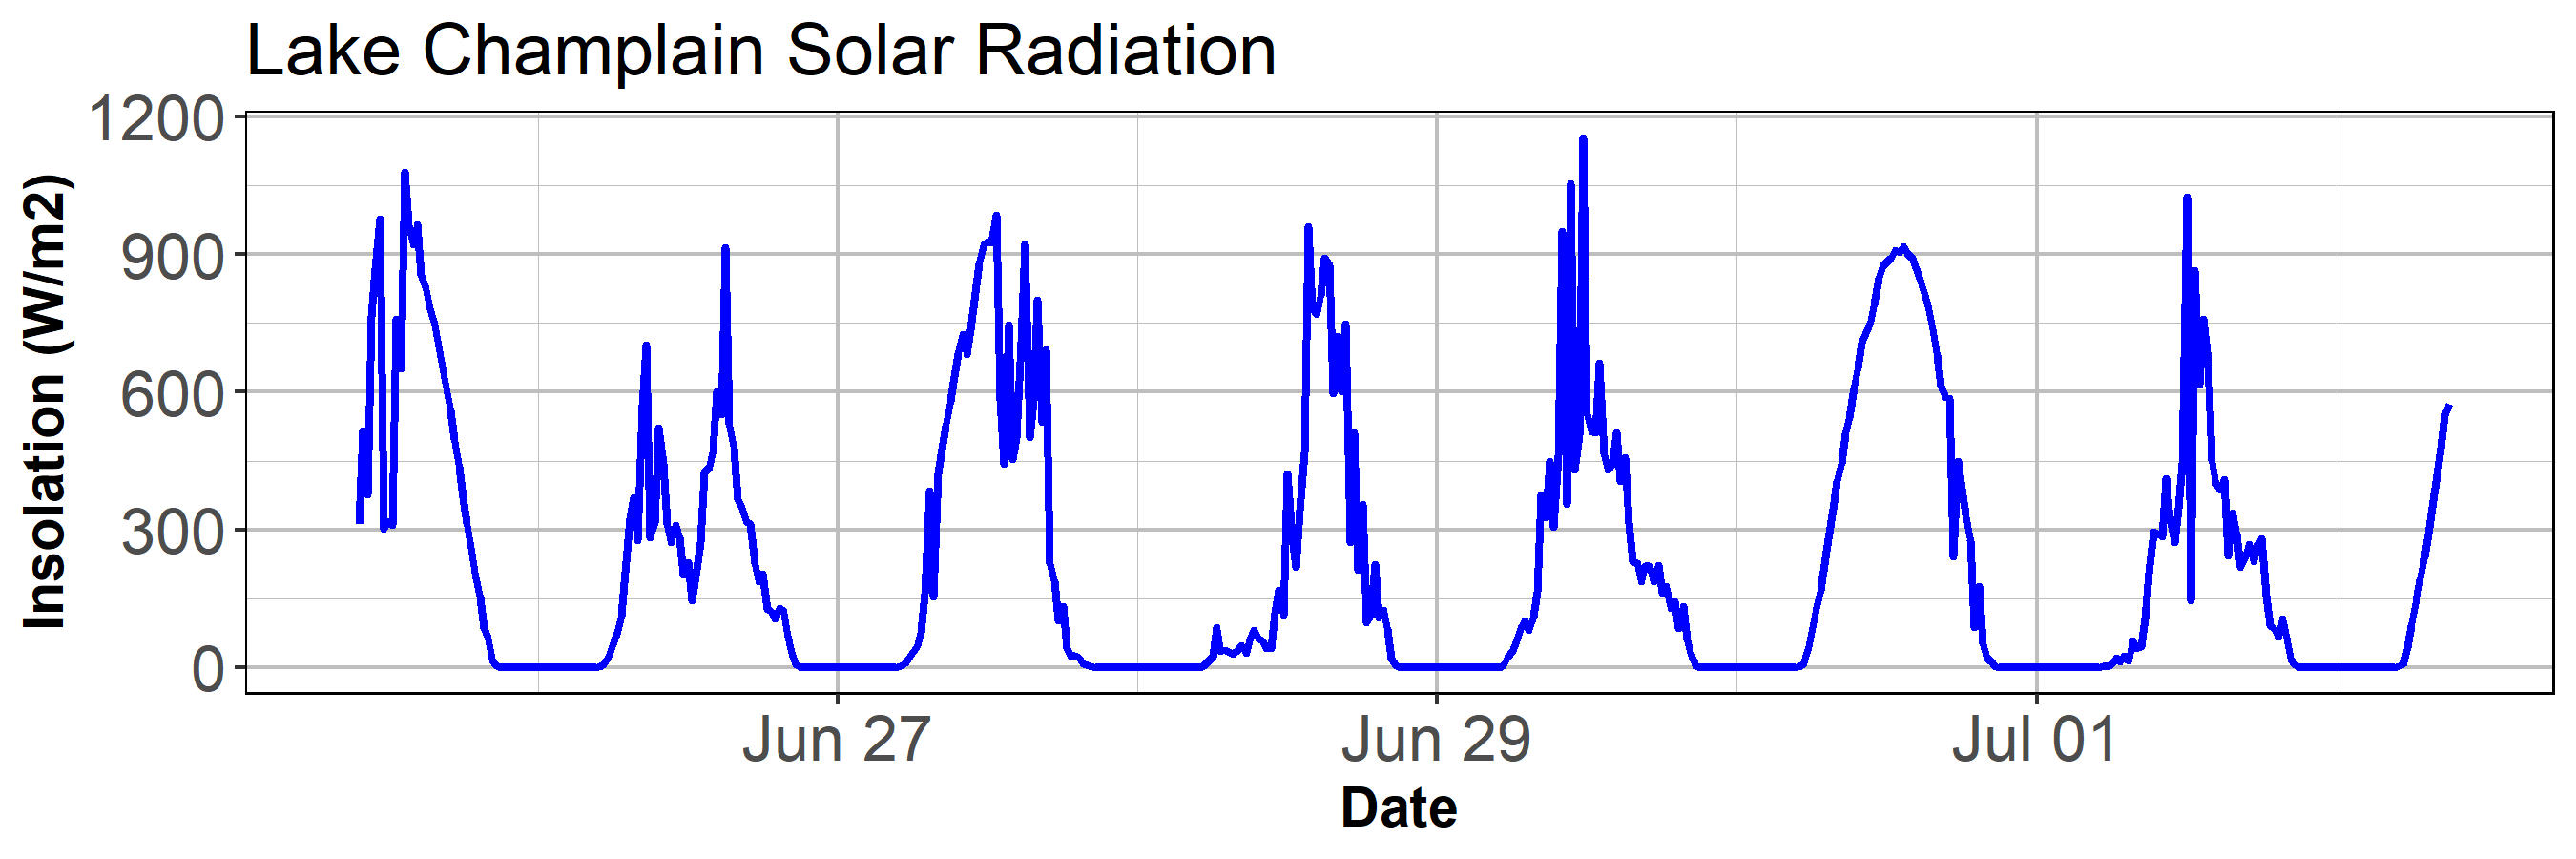 Lake Champlain Solar Radiation
1200
900
600
300
0
Insolation (W/m2)
Jun 27 Jun 29 Jul 01
Date